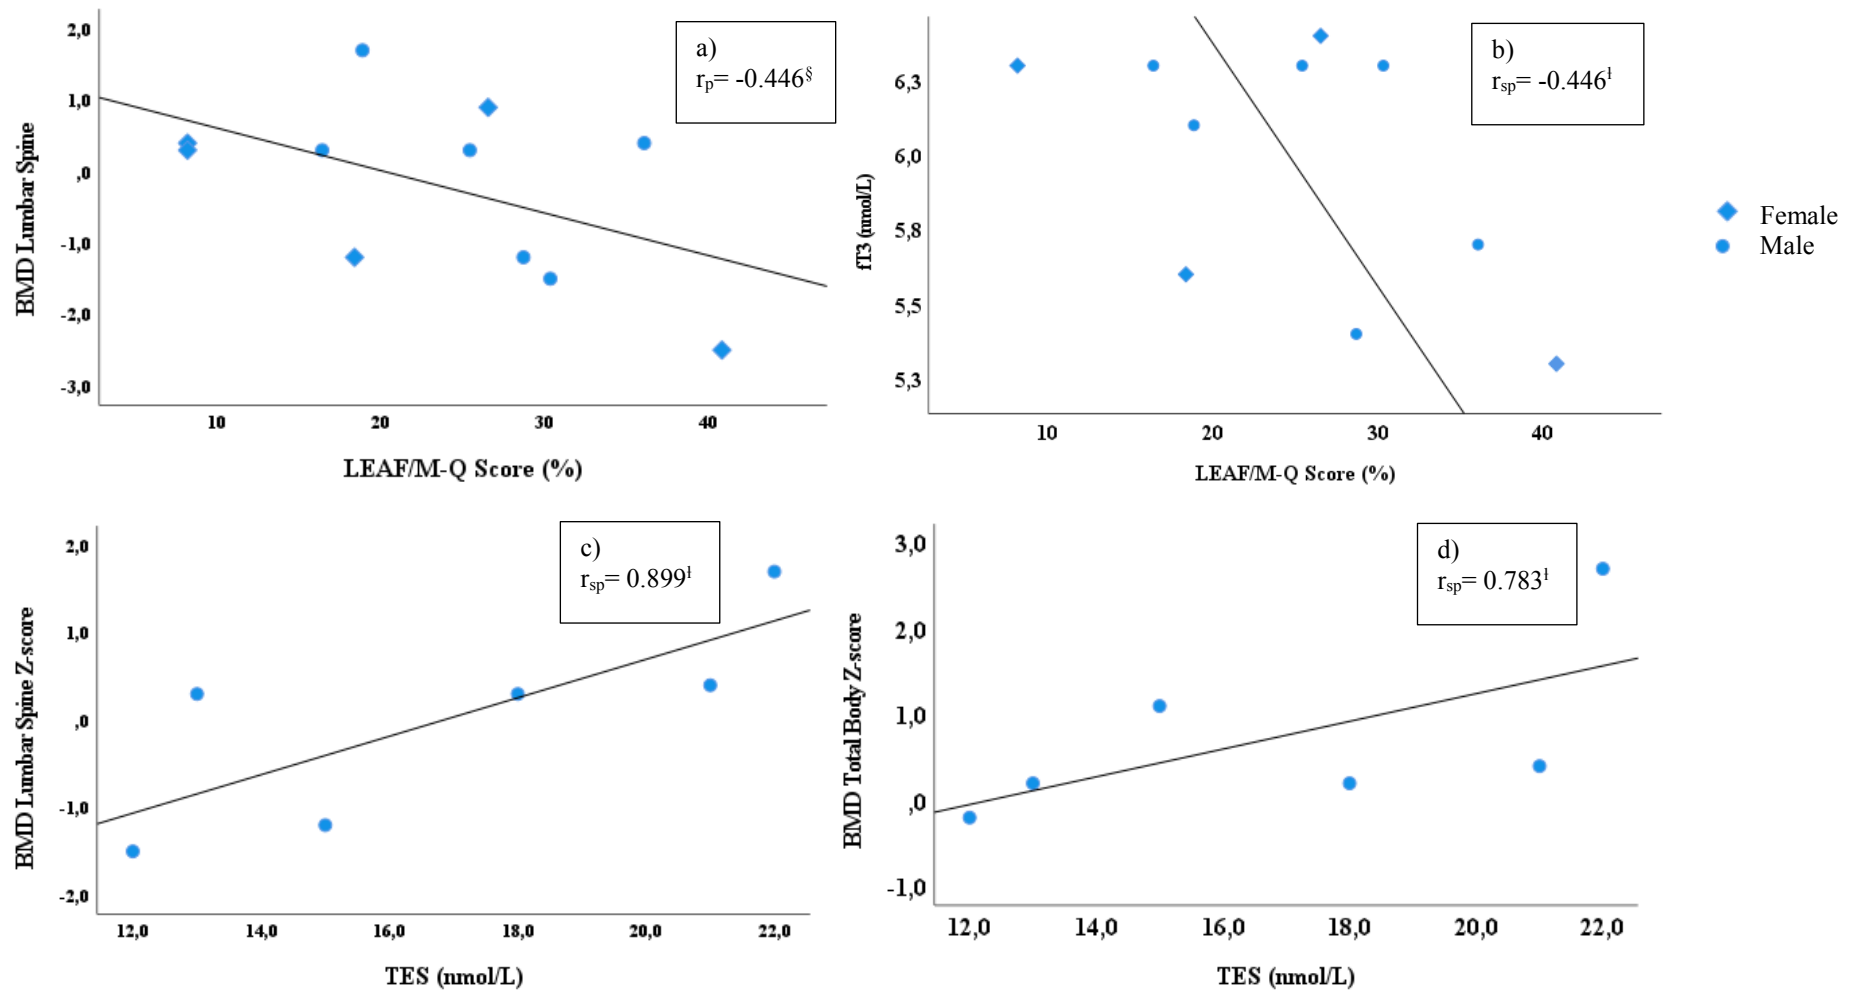 a)
rₚ= -0.446§
2,0
1,0
,0
-1,0
-2,0
-3,0
BMD Lumbar Spine
10 20 30 40
LEAF/M-Q Score (%)
b)
rₛₚ= -0.446ƚ
6,3
6,0
5,8
5,5
5,3
fT3 (nmol/L)
10 20 30 40
LEAF/M-Q Score (%)
Female
Male
c)
rₛₚ= 0.899ƚ
2,0
1,0
,0
-1,0
-2,0
BMD Lumbar Spine Z-score
12,0 14,0 16,0 18,0 20,0 22,0
TES (nmol/L)
d)
rₛₚ= 0.783ƚ
3,0
2,0
1,0
,0
-1,0
BMD Total Body Z-score
12,0 14,0 16,0 18,0 20,0 22,0
TES (nmol/L)